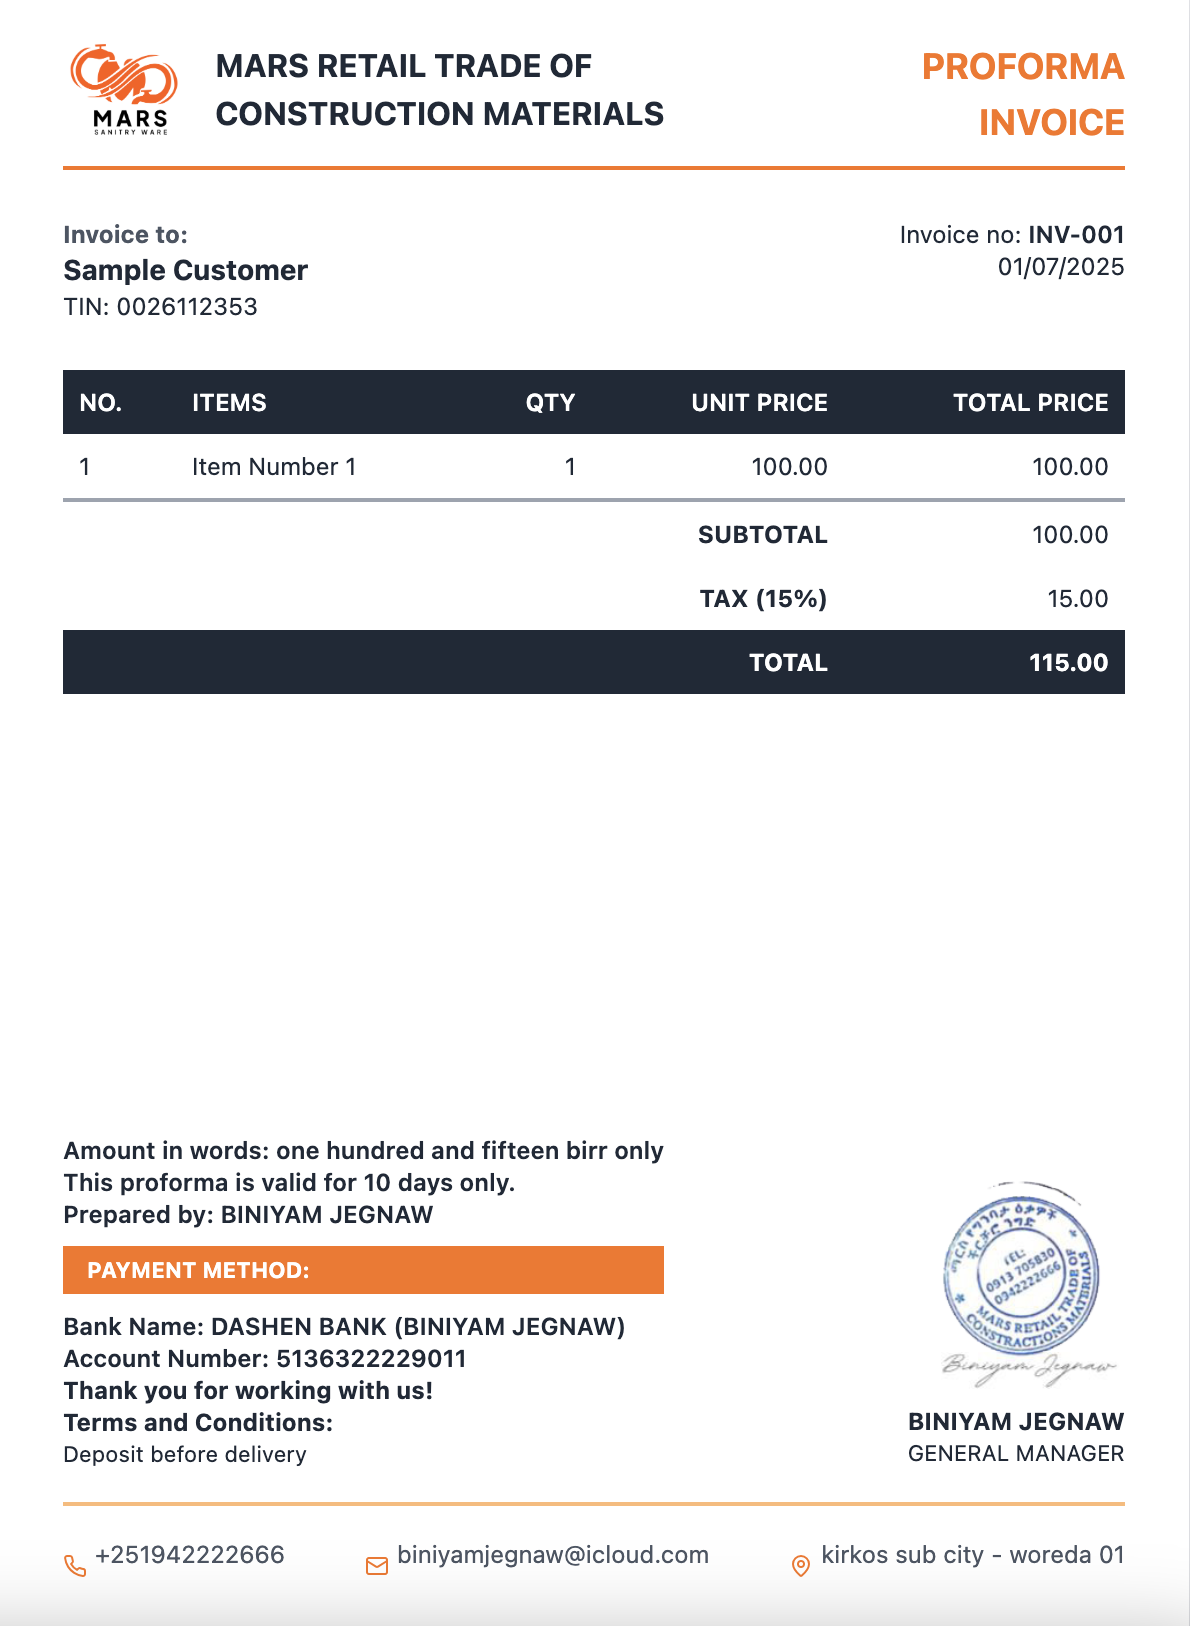 MARS
SANITRY WARE
MARS RETAIL TRADE OF
CONSTRUCTION MATERIALS
PROFORMA
INVOICE
Invoice to:
Sample Customer
TIN: 0026112353
Invoice no: INV-001
01/07/2025
NO. ITEMS QTY UNIT PRICE TOTAL PRICE
1 Item Number 1 1 100.00 100.00
SUBTOTAL 100.00
TAX (15%) 15.00
TOTAL 115.00
Amount in words: one hundred and fifteen birr only
This proforma is valid for 10 days only.
Prepared by: BINIYAM JEGNAW
PAYMENT METHOD:
Bank Name: DASHEN BANK (BINIYAM JEGNAW)
Account Number: 5136322229011
Thank you for working with us!
Terms and Conditions:
Deposit before delivery
ማርስ የግንባታ ዕቃዎች
ችርቻሮ ንግድ
TEL:
0913 705830
0942222666
MARS RETAIL TRADE OF
CONSTRACTIONS MATERIALS
Biniyam Jegnaw
BINIYAM JEGNAW
GENERAL MANAGER
+251942222666
biniyamjegnaw@icloud.com
kirkos sub city - woreda 01